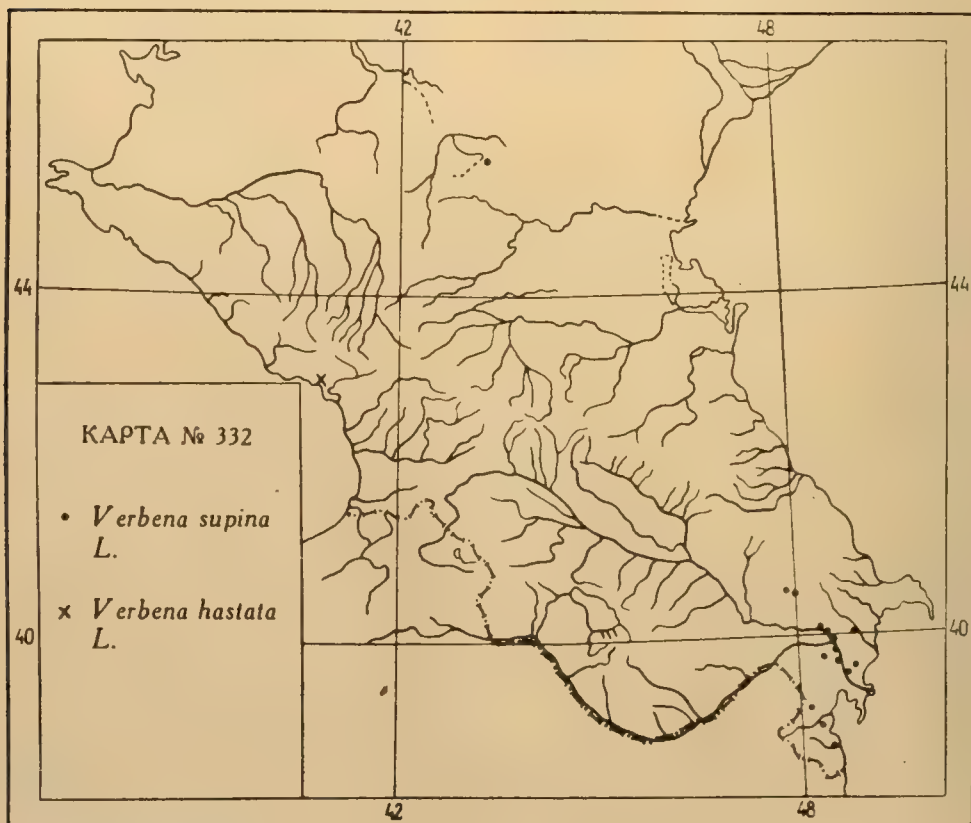 42 48
44 44
КАРТА № 332
• Verbena supina
L.
× Verbena hastata
L.
40 40
42 48